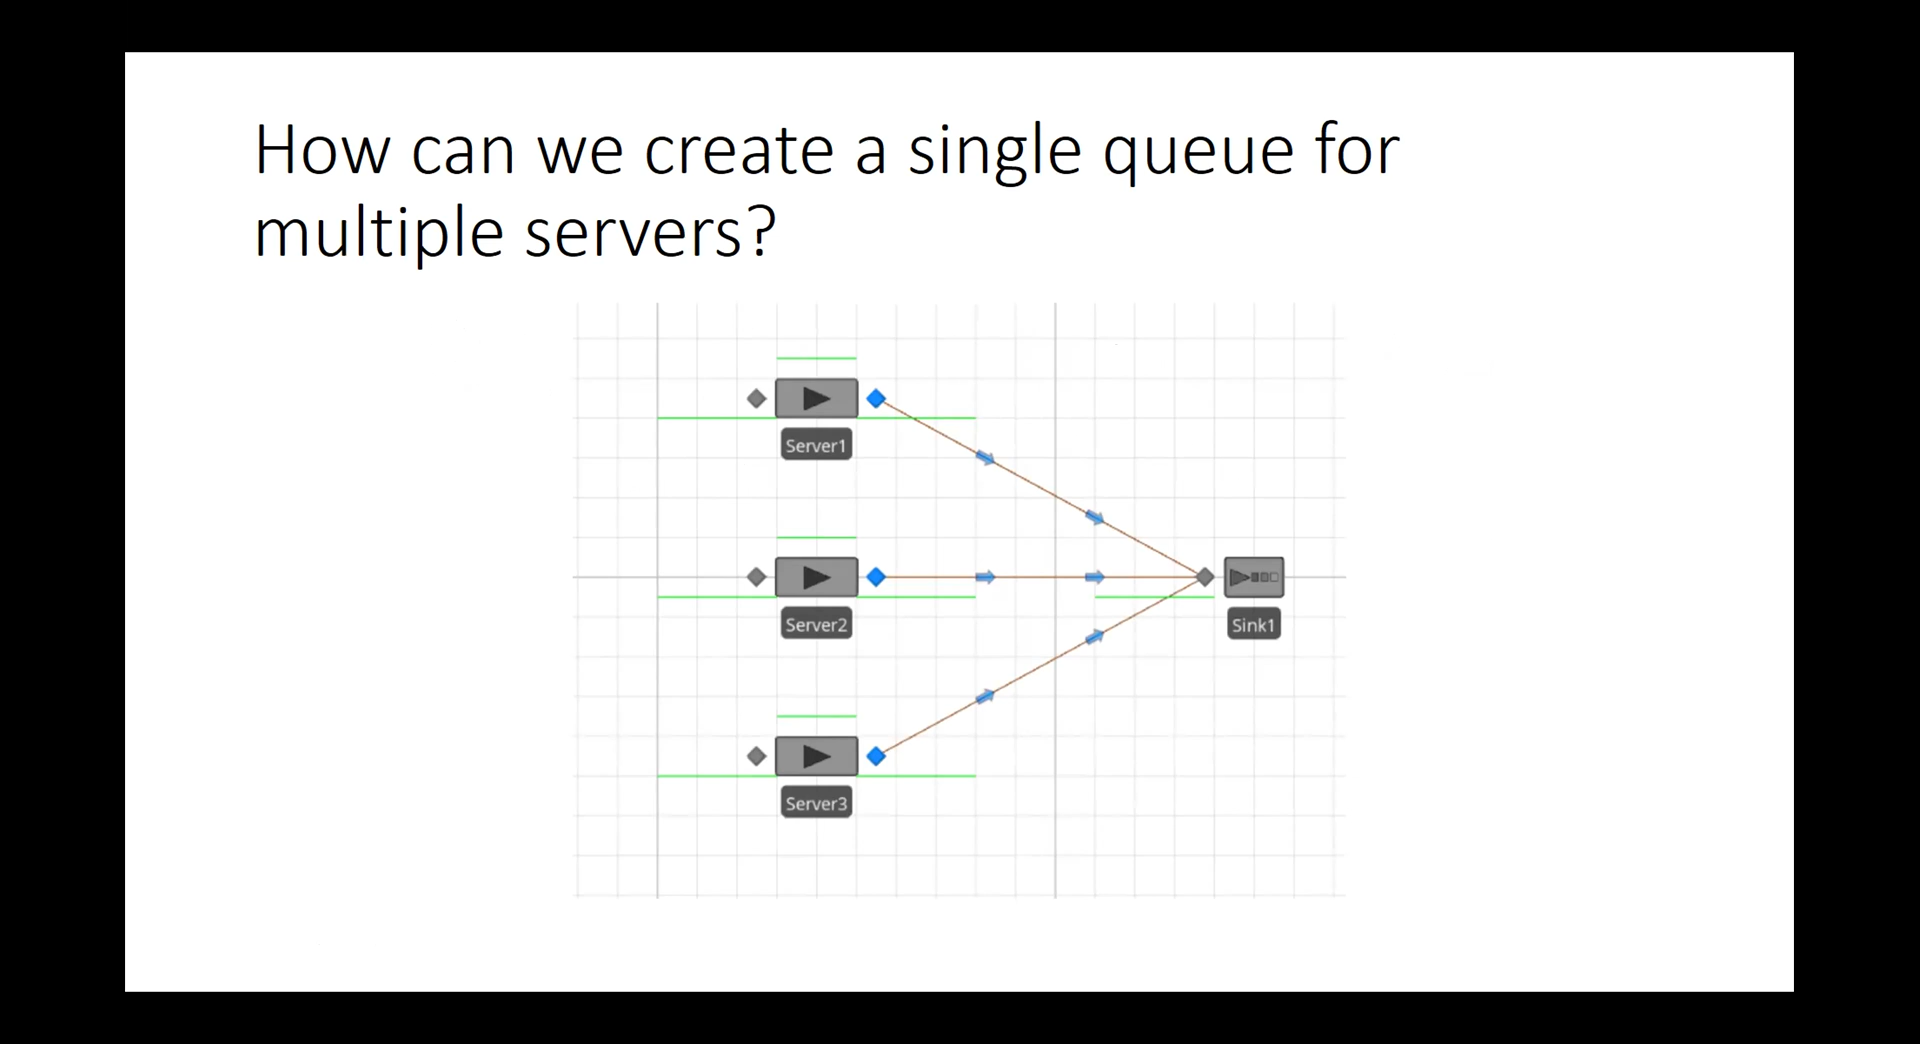 How can we create a single queue for
multiple servers?
Server1
Server2
Sink1
Server3